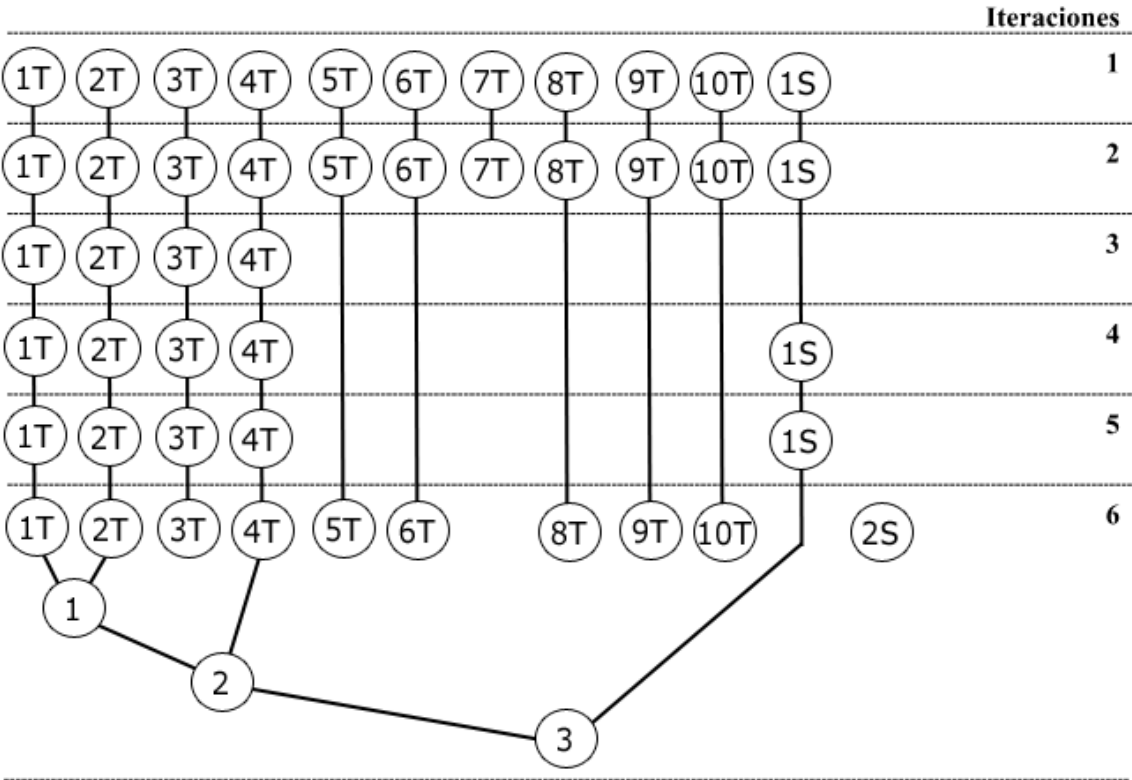 Iteraciones
1T 2T 3T 4T 5T 6T 7T 8T 9T 10T 1S 1
1T 2T 3T 4T 5T 6T 7T 8T 9T 10T 1S 2
1T 2T 3T 4T 3
1T 2T 3T 4T 1S 4
1T 2T 3T 4T 1S 5
1T 2T 3T 4T 5T 6T 8T 9T 10T 2S 6
1
2
3